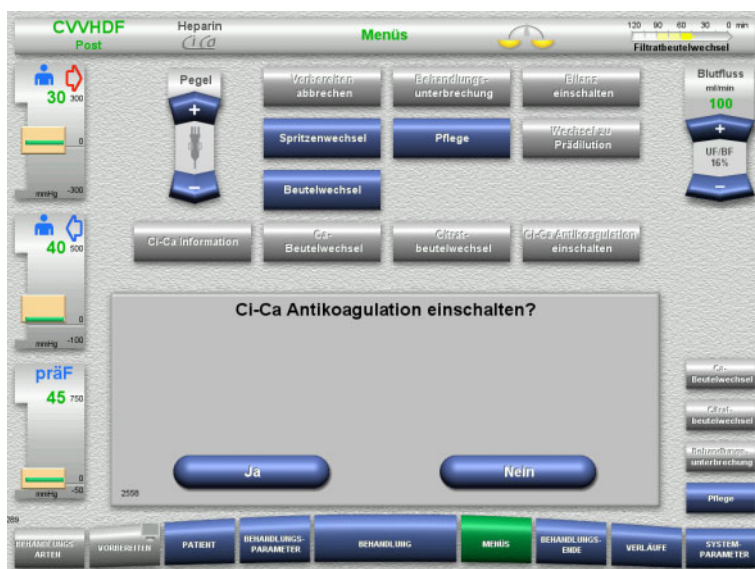 CVVHDF
Post
Heparin
Ci Ca
Menüs
120 90 60 30 0 min
Filtratbeutelwechsel
30 300
0
mmHg -300
Pegel
+
−
Vorbereiten
abbrechen
Behandlungs-
unterbrechung
Bilanz
einschalten
Spritzenwechsel
Pflege
Wechsel zu
Prädilution
Beutelwechsel
Blutfluss
ml/min
100
+
UF/BF
16%
−
40 500
0
mmHg -100
Ci-Ca Information
Ca-
Beutelwechsel
Citrat-
beutelwechsel
Ci-Ca Antikoagulation
einschalten
Ci-Ca Antikoagulation einschalten?
Ja
Nein
2558
präF
45 750
0
mmHg -50
Ca-
Beutelwechsel
Citrat-
beutelwechsel
Behandlungs-
unterbrechung
Pflege
BEHANDLUNGS
ARTEN
VORBEREITEN
PATIENT
BEHANDLUNGS-
PARAMETER
BEHANDLUNG
MENÜS
BEHANDLUNGS-
ENDE
VERLÄUFE
SYSTEM-
PARAMETER